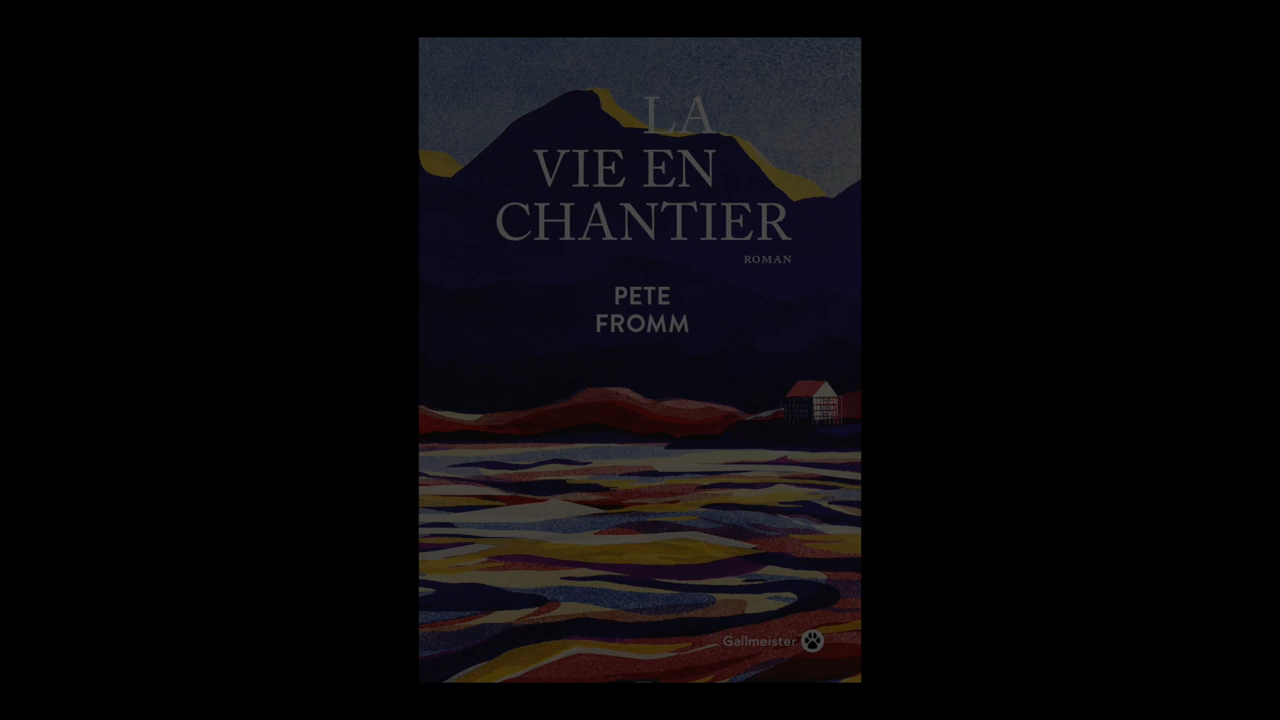 LA
VIE EN
CHANTIER
ROMAN
PETE
FROMM
Gallmeister